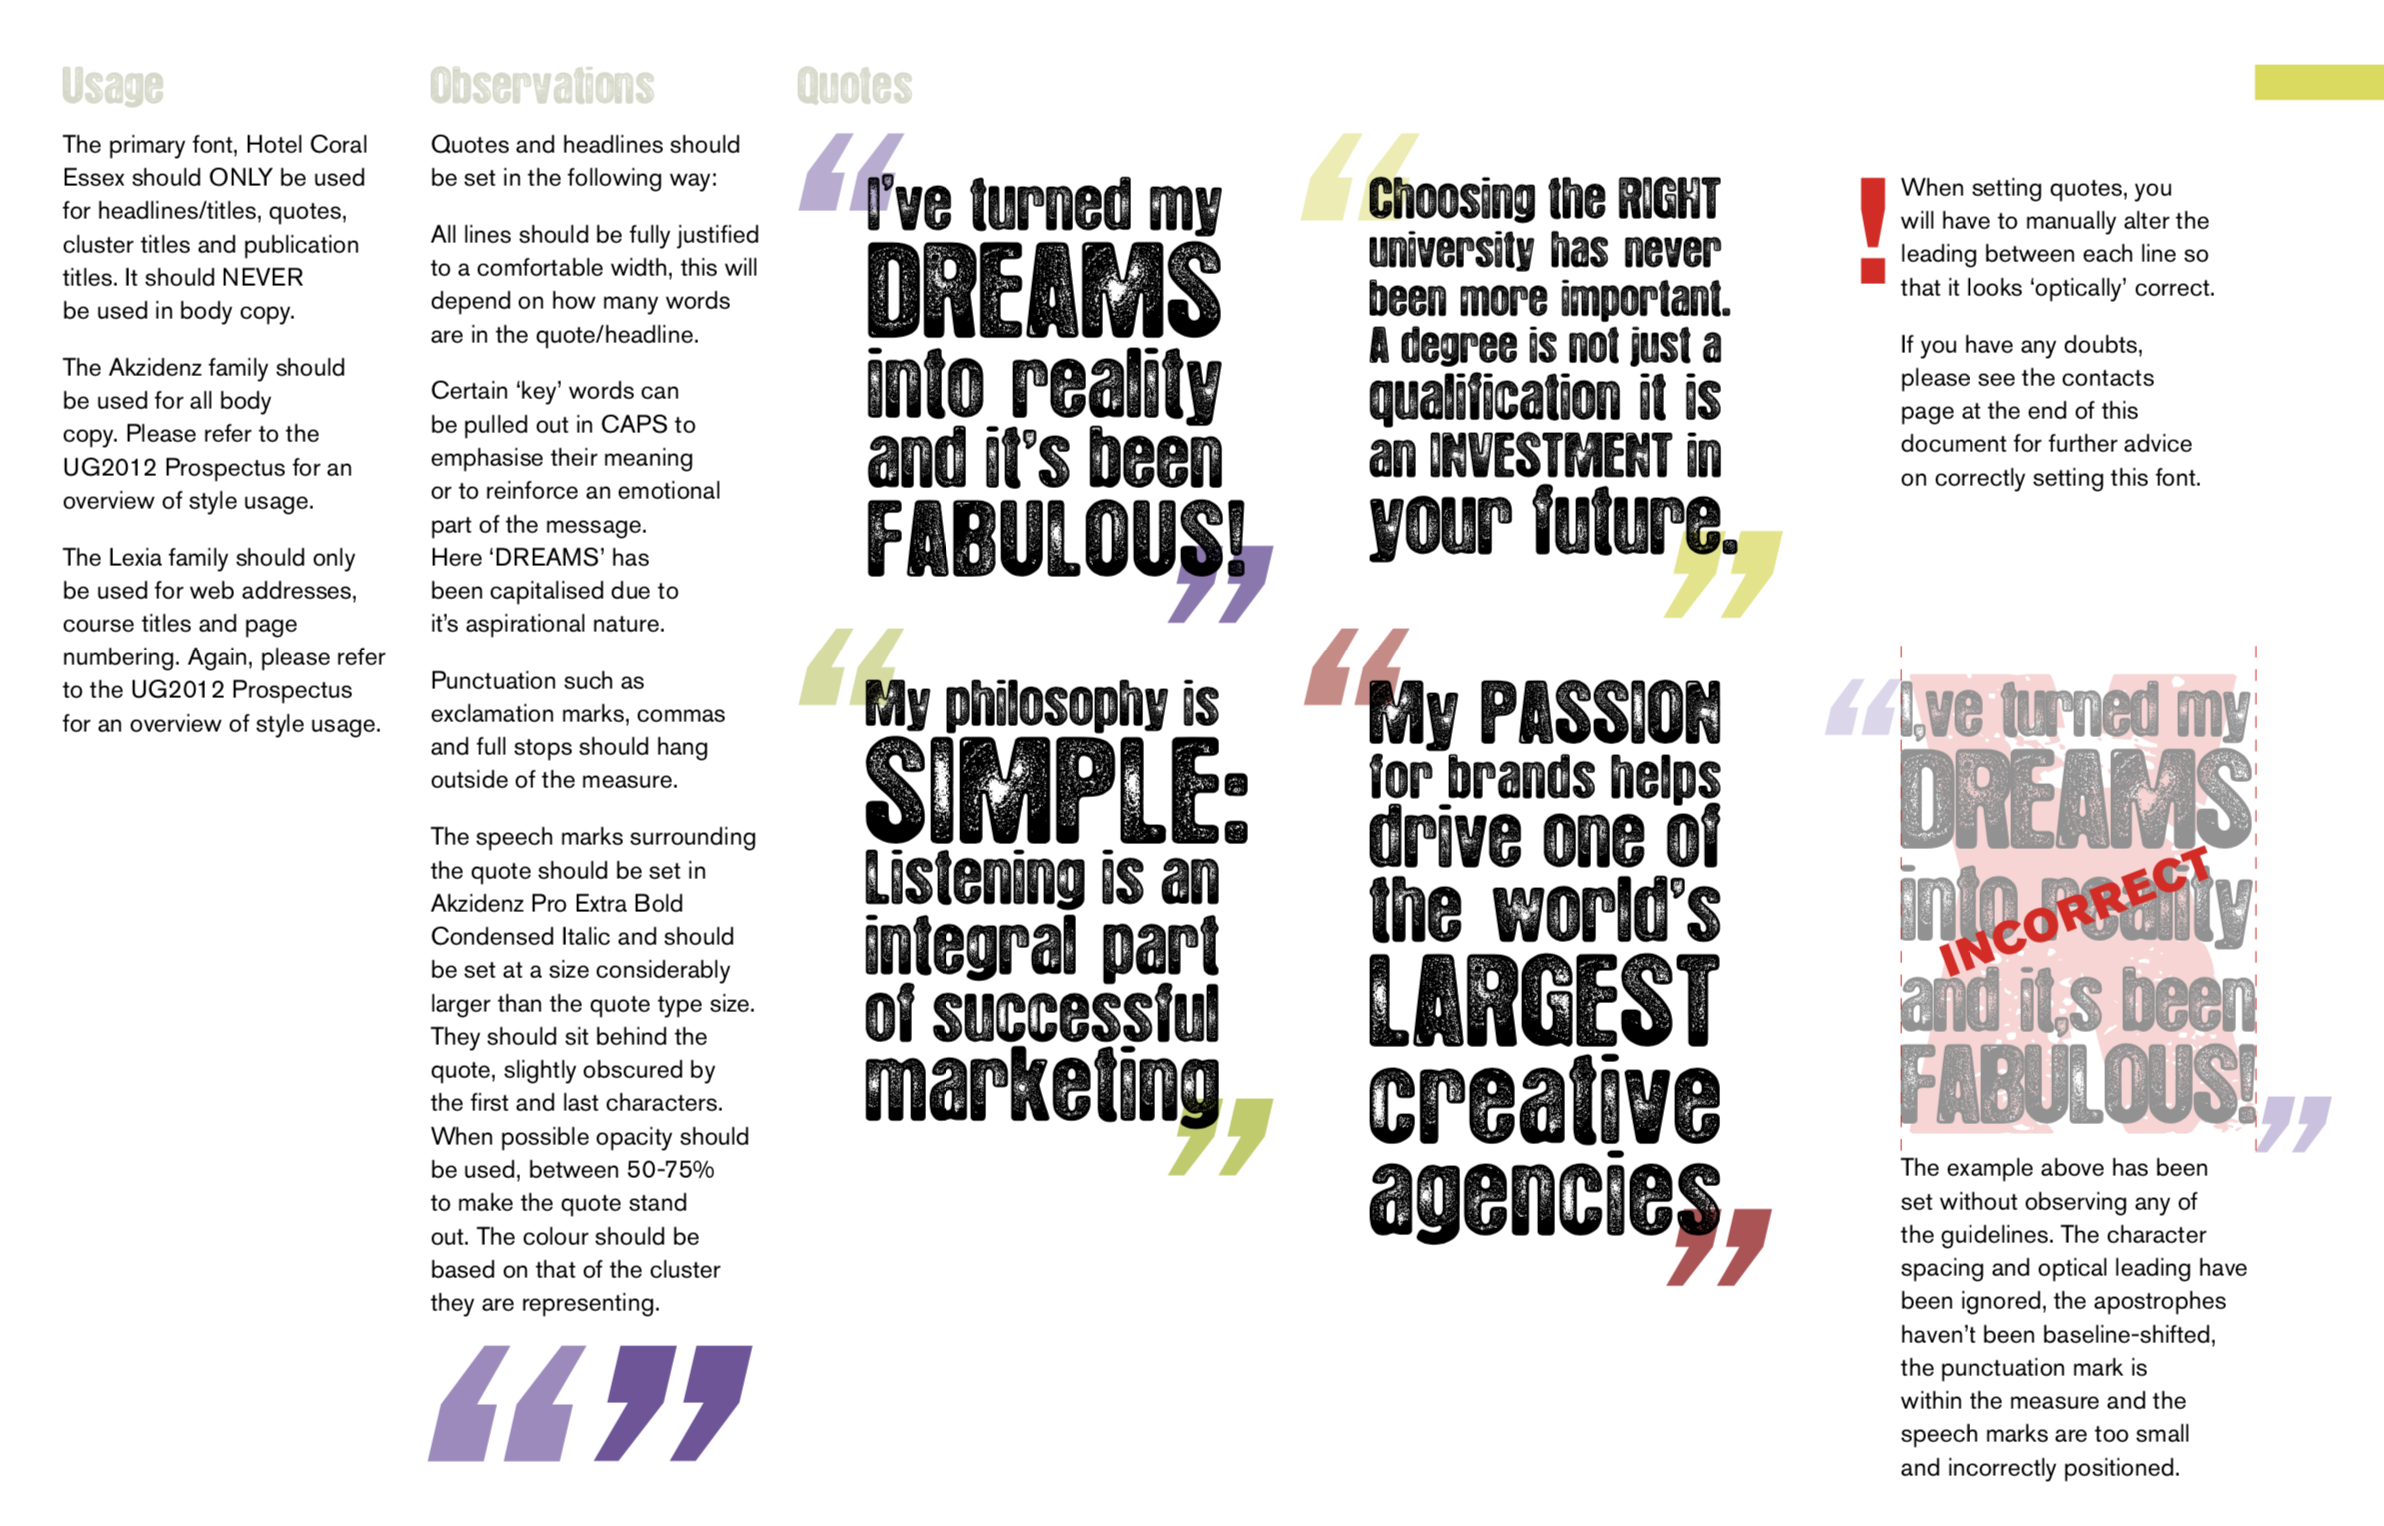 Usage
The primary font, Hotel Coral
Essex should ONLY be used
for headlines/titles, quotes,
cluster titles and publication
titles. It should NEVER
be used in body copy.
The Akzidenz family should
be used for all body
copy. Please refer to the
UG2012 Prospectus for an
overview of style usage.
The Lexia family should only
be used for web addresses,
course titles and page
numbering. Again, please refer
to the UG2012 Prospectus
for an overview of style usage.
Observations
Quotes and headlines should
be set in the following way:
All lines should be fully justified
to a comfortable width, this will
depend on how many words
are in the quote/headline.
Certain ‘key’ words can
be pulled out in CAPS to
emphasise their meaning
or to reinforce an emotional
part of the message.
Here ‘DREAMS’ has
been capitalised due to
it’s aspirational nature.
Punctuation such as
exclamation marks, commas
and full stops should hang
outside of the measure.
The speech marks surrounding
the quote should be set in
Akzidenz Pro Extra Bold
Condensed Italic and should
be set at a size considerably
larger than the quote type size.
They should sit behind the
quote, slightly obscured by
the first and last characters.
When possible opacity should
be used, between 50-75%
to make the quote stand
out. The colour should be
based on that of the cluster
they are representing.
“”
Quotes
“I’ve turned my
DREAMS
into reality
and it’s been
FABULOUS!”
“My philosophy is
SIMPLE:
Listening is an
integral part
of successful
marketing”
“Choosing the RIGHT
university has never
been more important.
A degree is not just a
qualification it is
an INVESTMENT in
your future.”
“My PASSION
for brands helps
drive one of
the world’s
LARGEST
creative
agencies”
!
When setting quotes, you
will have to manually alter the
leading between each line so
that it looks ‘optically’ correct.
If you have any doubts,
please see the contacts
page at the end of this
document for further advice
on correctly setting this font.
“I,ve turned my
DREAMS
into reality
INCORRECT
and it,s been
FABULOUS!”
The example above has been
set without observing any of
the guidelines. The character
spacing and optical leading have
been ignored, the apostrophes
haven’t been baseline-shifted,
the punctuation mark is
within the measure and the
speech marks are too small
and incorrectly positioned.